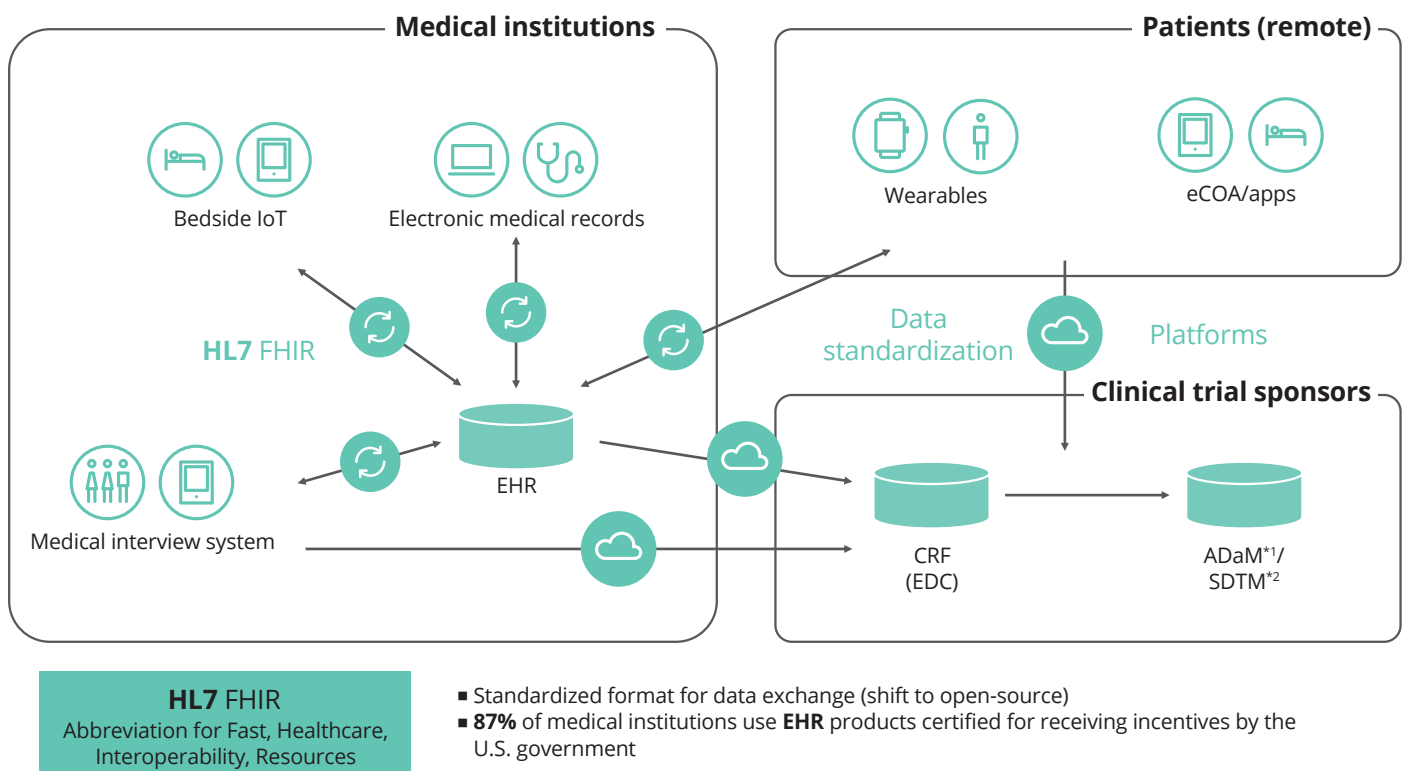 Medical institutions
Patients (remote)
Bedside IoT
Electronic medical records
Wearables
eCOA/apps
HL7 FHIR
Data
standardization
Platforms
Clinical trial sponsors
EHR
Medical interview system
CRF
(EDC)
ADaM*1/
SDTM*2
HL7 FHIR
Abbreviation for Fast, Healthcare,
Interoperability, Resources
■ Standardized format for data exchange (shift to open-source)
■ 87% of medical institutions use EHR products certified for receiving incentives by the
U.S. government